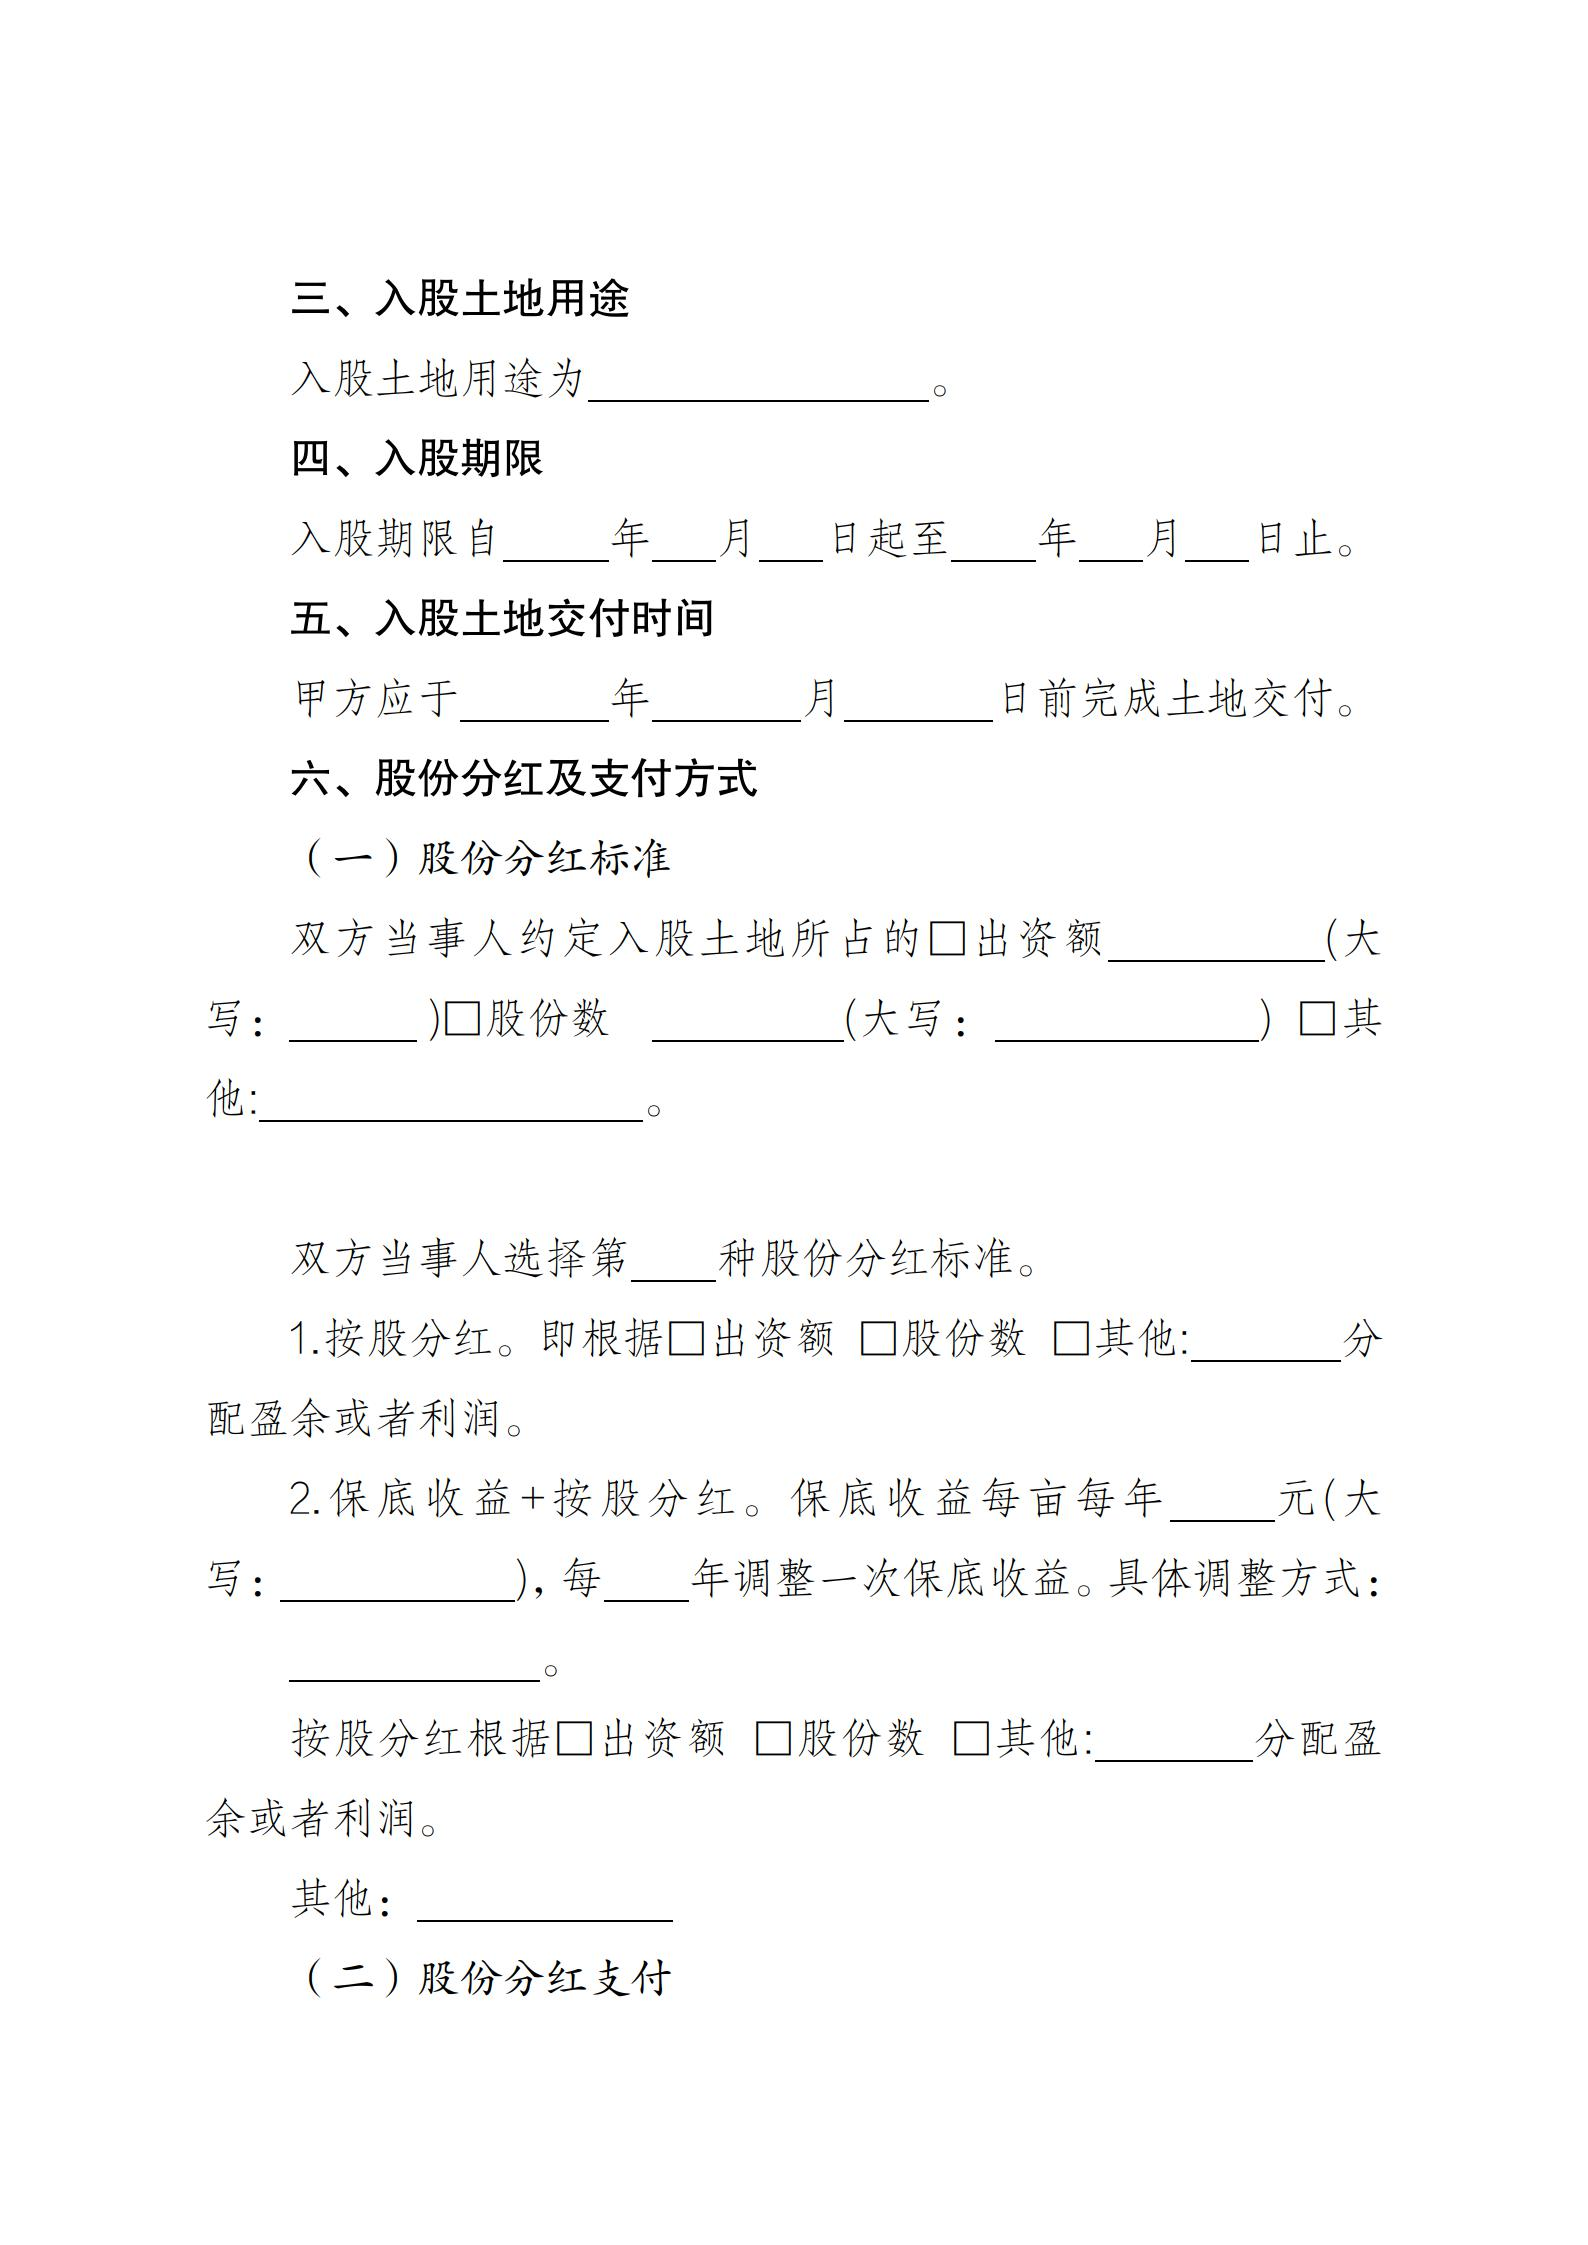 三、入股土地用途
入股土地用途为________________。
四、入股期限
入股期限自_____年___月___日起至____年___月___日止。
五、入股土地交付时间
甲方应于_______年_______月_______日前完成土地交付。
六、股份分红及支付方式
（一）股份分红标准
双方当事人约定入股土地所占的□出资额__________(大
写：______ )□股份数 _________(大写：____________) □其
他:__________________。
双方当事人选择第____种股份分红标准。
1.按股分红。即根据□出资额 □股份数 □其他:_______分
配盈余或者利润。
2.保底收益+按股分红。保底收益每亩每年_____元(大
写：___________)，每____年调整一次保底收益。具体调整方式：
____________。
按股分红根据□出资额 □股份数 □其他:_______分配盈
余或者利润。
其他：____________
（二）股份分红支付